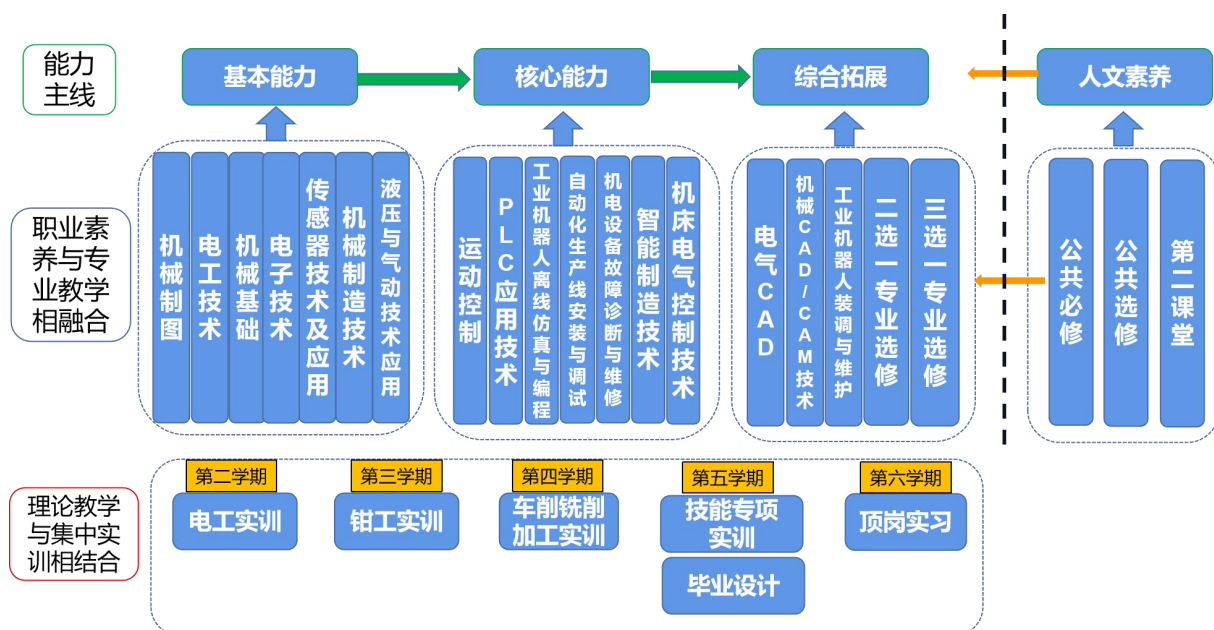 能力
主线
基本能力
核心能力
综合拓展
人文素养
职业素
养与专
业教学
相融合
机械制图
电工技术
机械基础
电子技术
传感器技术及应用
机械制造技术
液压与气动技术应用
运动控制
PLC应用技术
工业机器人离线仿真与编程
自动化生产线安装与调试
机电设备故障诊断与维修
智能制造技术
机床电气控制技术
电气CAD
机械CAD/CAM技术
工业机器人装调与维护
二选一专业选修
三选一专业选修
公共必修
公共选修
第二课堂
理论教学
与集中实
训相结合
第二学期
电工实训
第三学期
钳工实训
第四学期
车削铣削
加工实训
第五学期
技能专项
实训
毕业设计
第六学期
顶岗实习